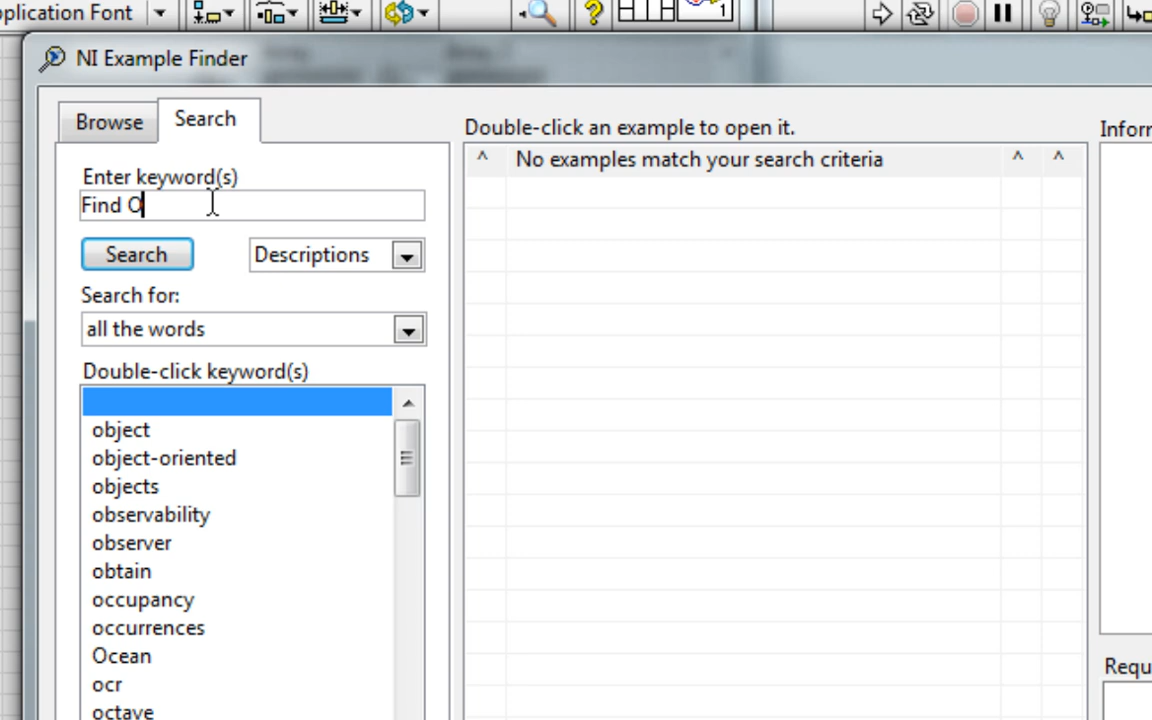 plication Font
1
NI Example Finder
Browse
Search
Double-click an example to open it.
Infor
Enter keyword(s)
^ No examples match your search criteria ^ ^
Find O
Search
Descriptions
Search for:
all the words
Double-click keyword(s)
object
object-oriented
objects
observability
observer
obtain
occupancy
occurrences
Ocean
ocr
octave
Requ